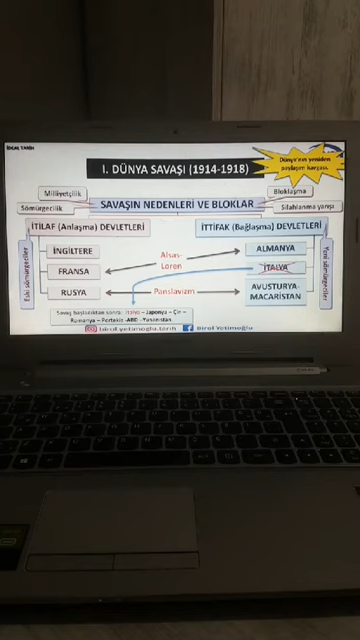 İDEAL TARİH
I. DÜNYA SAVAŞI (1914-1918)
Dünya'nın yeniden
paylaşım kavgası.
Milliyetçilik
Bloklaşma
Sömürgecilik
SAVAŞIN NEDENLERİ VE BLOKLAR
Silahlanma yarışı
İTİLAF (Anlaşma) DEVLETLERİ
İTTİFAK (Bağlaşma) DEVLETLERİ
Eski sömürgeciler
İNGİLTERE
FRANSA
RUSYA
Alsas-
Loren
Panslavizm
ALMANYA
İTALYA
AVUSTURYA-
MACARİSTAN
Yeni sömürgeciler
Savaş başladıktan sonra: İtalya – Japonya – Çin –
Romanya – Portekiz -ABD -Yunanistan
birol.yetimoglu.tarih
Birol Yetimoğlu